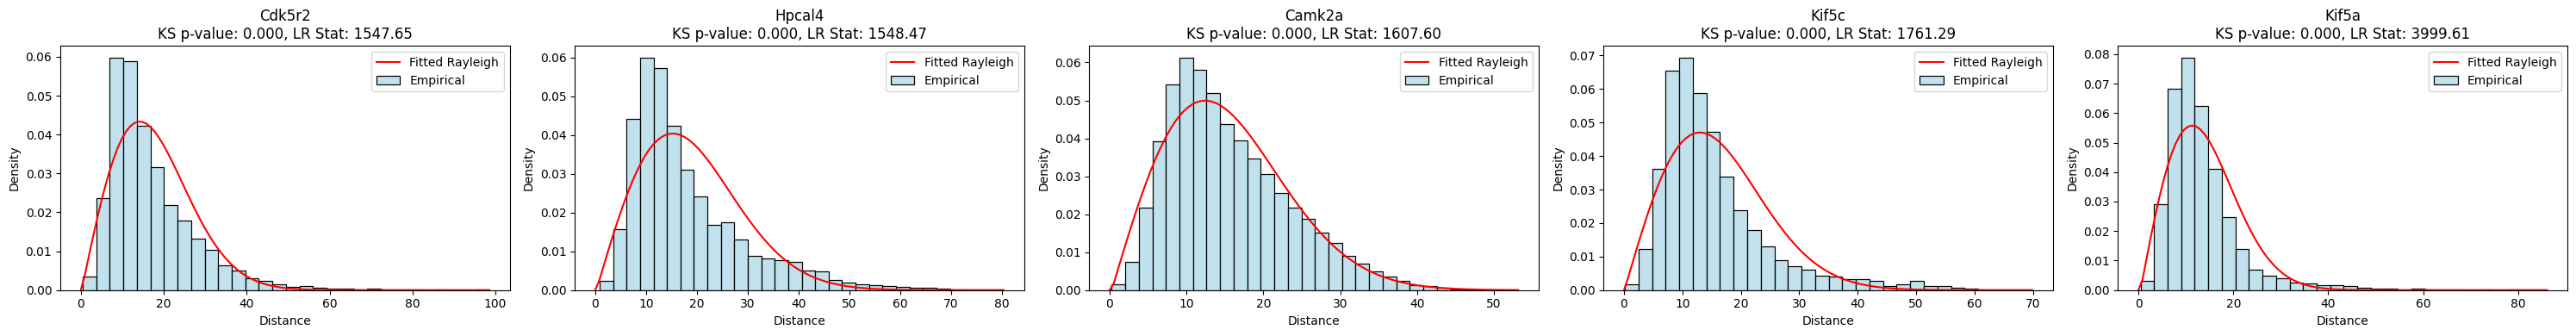 Cdk5r2
KS p-value: 0.000, LR Stat: 1547.65
0.06
0.05
0.04
0.03
0.02
0.01
0.00
Density
Fitted Rayleigh
Empirical
0 20 40 60 80 100
Distance
Hpcal4
KS p-value: 0.000, LR Stat: 1548.47
0.06
0.05
0.04
0.03
0.02
0.01
0.00
Density
Fitted Rayleigh
Empirical
0 10 20 30 40 50 60 70 80
Distance
Camk2a
KS p-value: 0.000, LR Stat: 1607.60
0.06
0.05
0.04
0.03
0.02
0.01
0.00
Density
Fitted Rayleigh
Empirical
0 10 20 30 40 50
Distance
Kif5c
KS p-value: 0.000, LR Stat: 1761.29
0.07
0.06
0.05
0.04
0.03
0.02
0.01
0.00
Density
Fitted Rayleigh
Empirical
0 10 20 30 40 50 60 70
Distance
Kif5a
KS p-value: 0.000, LR Stat: 3999.61
0.08
0.07
0.06
0.05
0.04
0.03
0.02
0.01
0.00
Density
Fitted Rayleigh
Empirical
0 20 40 60 80
Distance